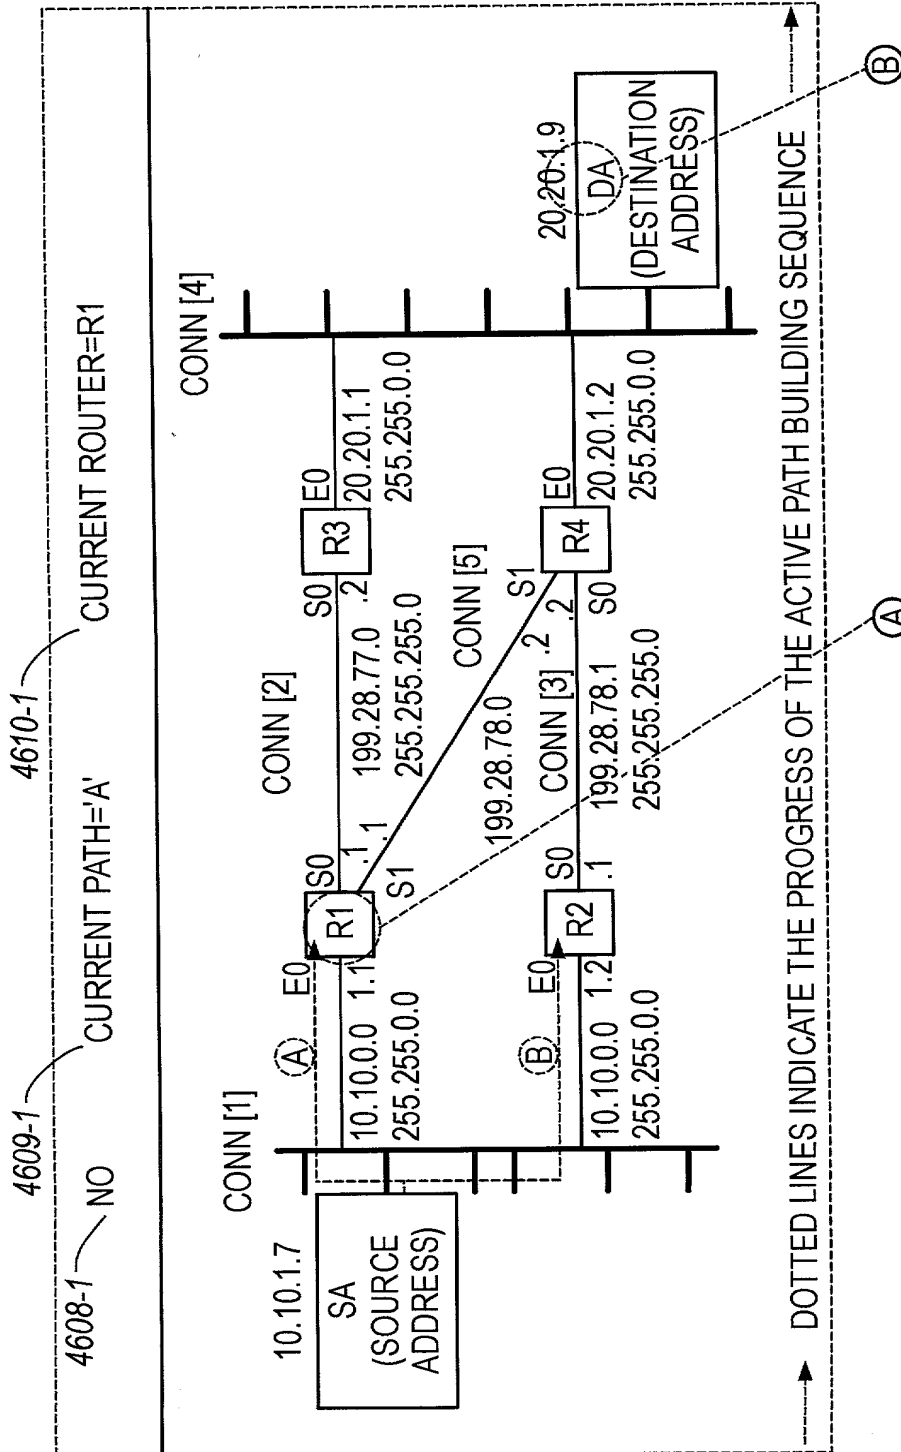 4608-1
NO
4609-1
CURRENT PATH='A'
4610-1
CURRENT ROUTER=R1
CONN [1]
CONN [2]
CONN [4]
10.10.1.7
SA
(SOURCE
ADDRESS)
A
E0
R1
S0
10.10.0.0
1.1
255.255.0.0
.1
.1
S1
199.28.77.0
255.255.255.0
S0
.2
R3
E0
20.20.1.1
255.255.0.0
CONN [5]
199.28.78.0
S1
.2
B
E0
R2
S0
10.10.0.0
1.2
255.255.0.0
.1
CONN [3]
199.28.78.1
255.255.255.0
.2
S0
R4
E0
20.20.1.2
255.255.0.0
20.20.1.9
DA
(DESTINATION
ADDRESS)
DOTTED LINES INDICATE THE PROGRESS OF THE ACTIVE PATH BUILDING SEQUENCE
A
B